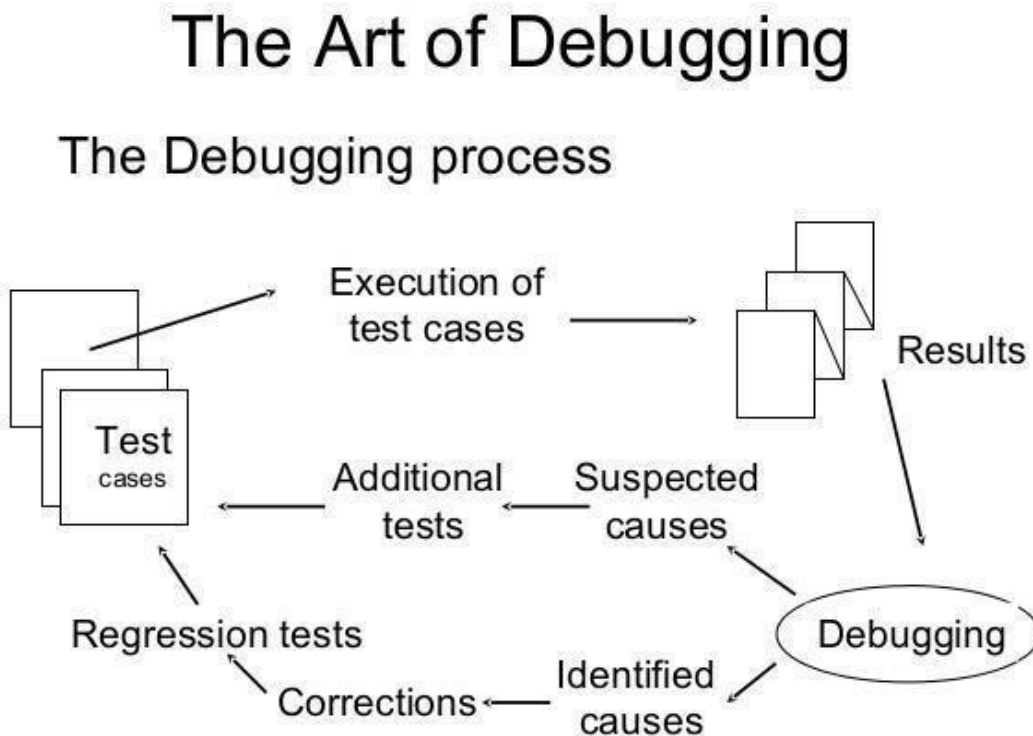 The Art of Debugging
The Debugging process
Execution of
test cases
Results
Test
cases
Additional
tests
Suspected
causes
Debugging
Regression tests
Corrections
Identified
causes